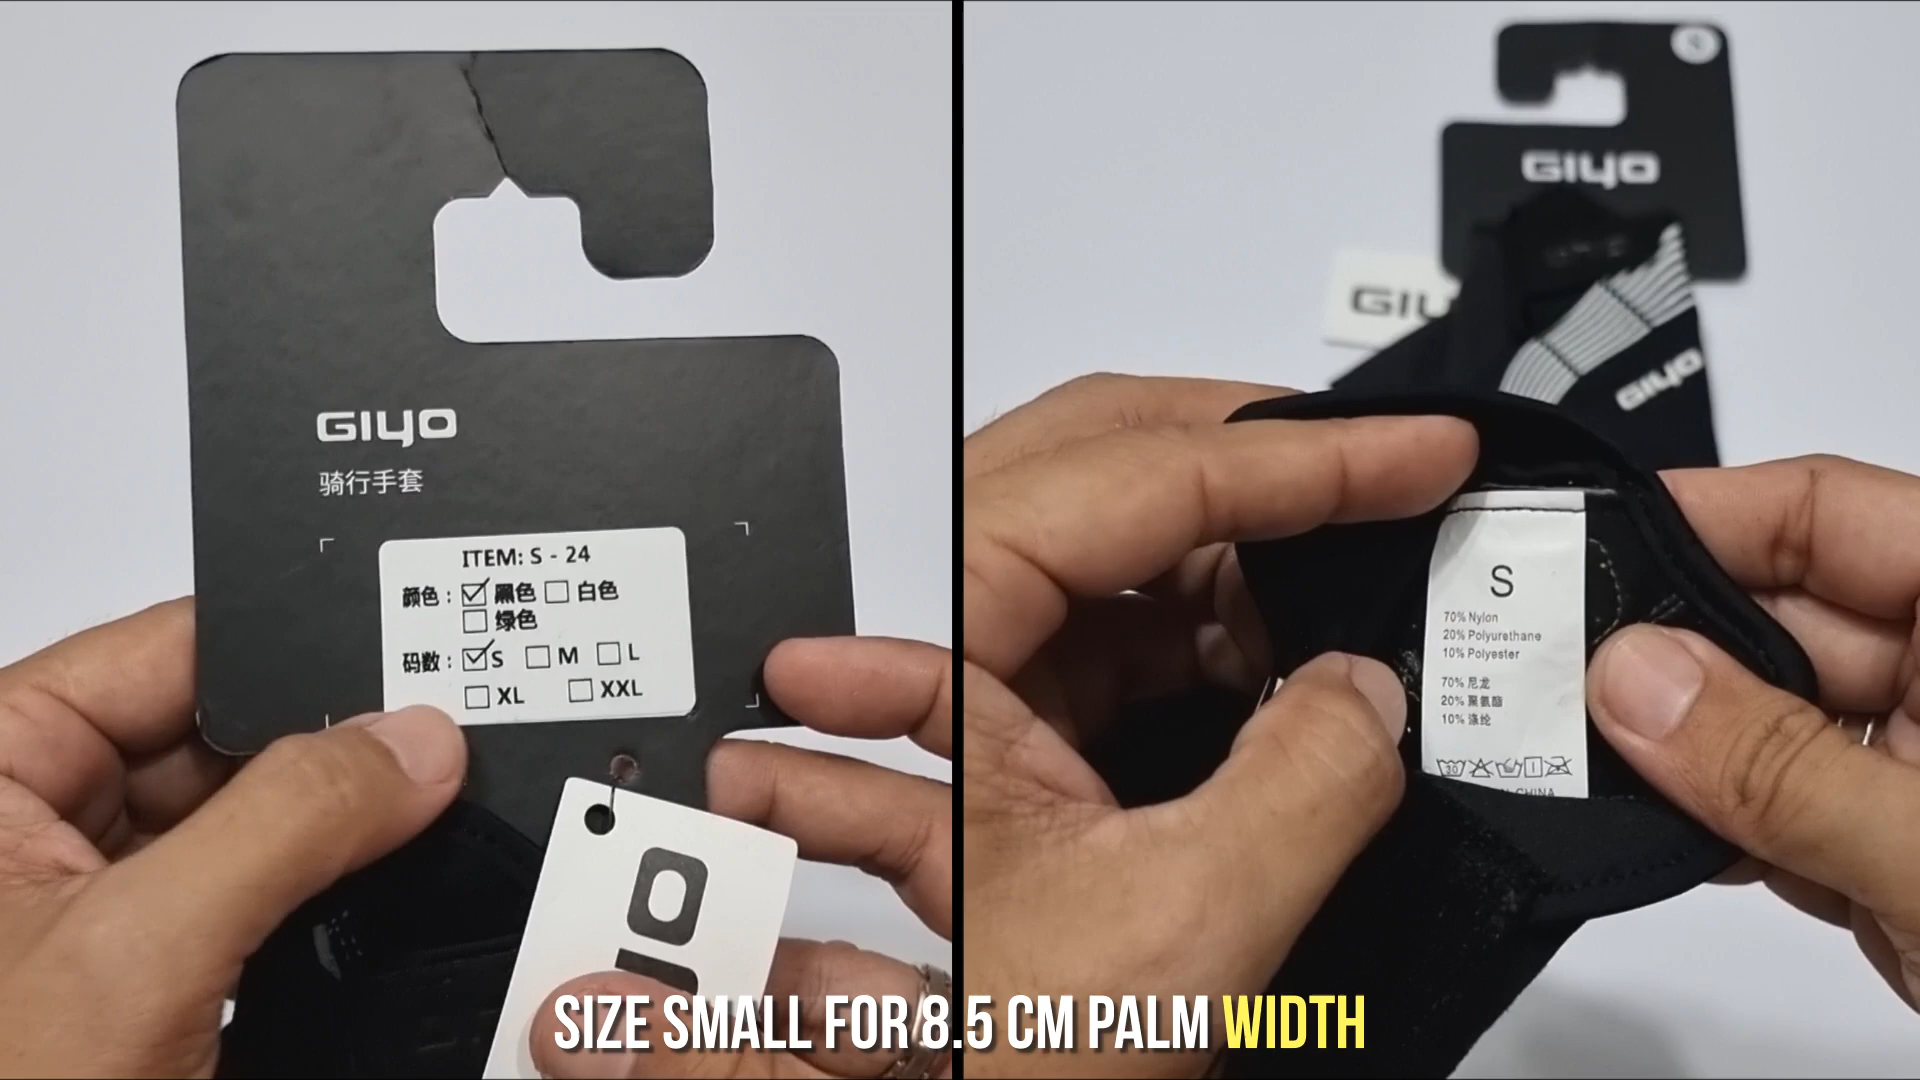 GIYO
骑行手套
ITEM: S - 24
颜色：☑ 黑色 ☐ 白色
☐ 绿色
码数：☑ S ☐ M ☐ L
☐ XL ☐ XXL
GIYO
GIYO
S
70% Nylon
20% Polyurethane
10% Polyester
70% 尼龙
20% 聚氨酯
10% 涤纶
30
CHINA
SIZE SMALL FOR 8.5 CM PALM WIDTH